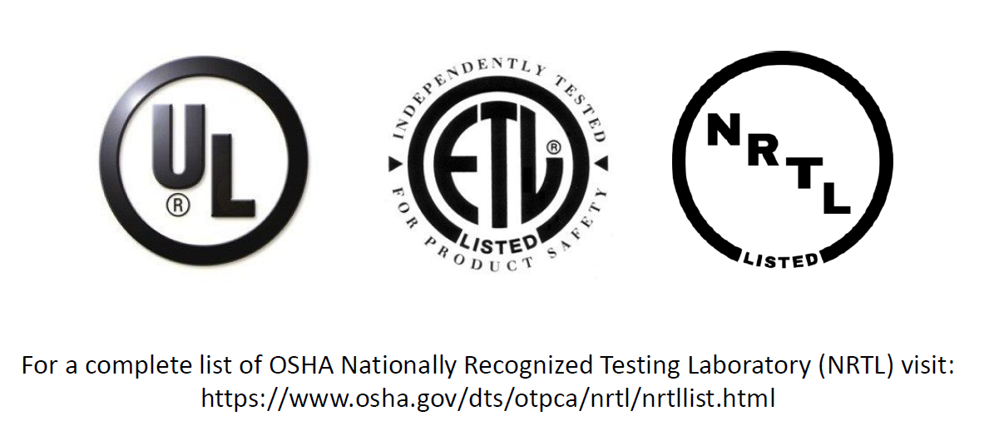 UL
®
INDEPENDENTLY TESTED
ETL ®
LISTED
FOR PRODUCT SAFETY
NRTL
LISTED
For a complete list of OSHA Nationally Recognized Testing Laboratory (NRTL) visit:
https://www.osha.gov/dts/otpca/nrtl/nrtllist.html